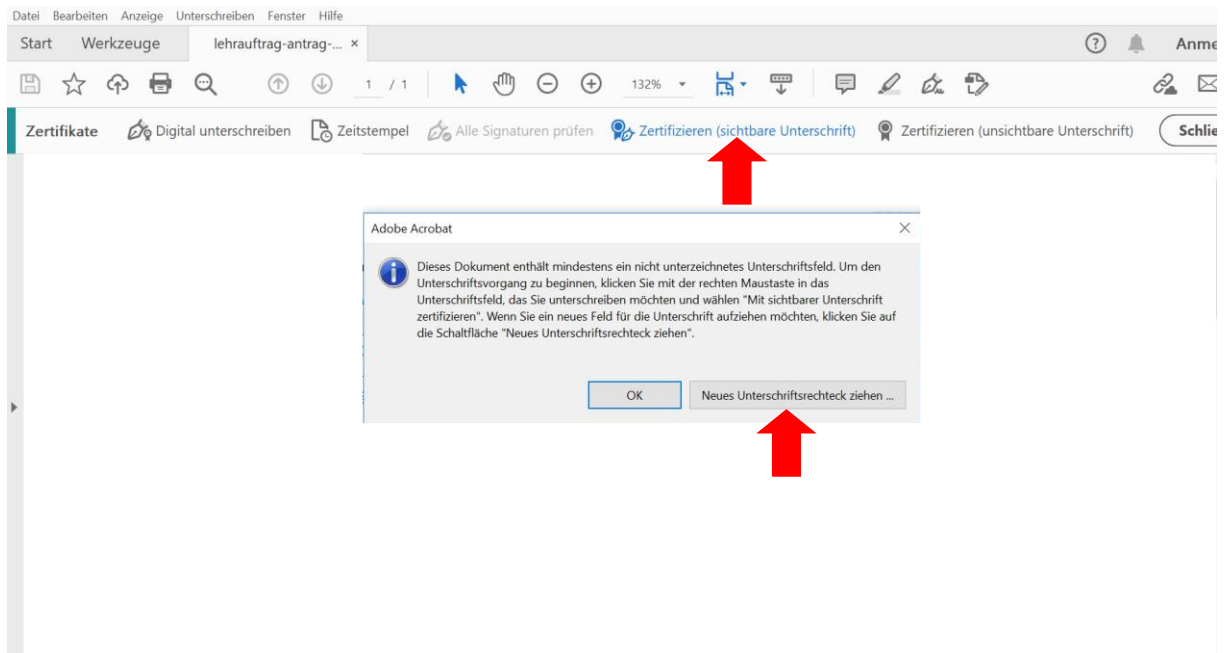 Datei Bearbeiten Anzeige Unterschreiben Fenster Hilfe
Start Werkzeuge lehrauftrag-antrag-... × Anme
1 / 1 132%
Zertifikate Digital unterschreiben Zeitstempel Alle Signaturen prüfen Zertifizieren (sichtbare Unterschrift) Zertifizieren (unsichtbare Unterschrift) Schlie
Adobe Acrobat
Dieses Dokument enthält mindestens ein nicht unterzeichnetes Unterschriftsfeld. Um den
Unterschriftsvorgang zu beginnen, klicken Sie mit der rechten Maustaste in das
Unterschriftsfeld, das Sie unterschreiben möchten und wählen "Mit sichtbarer Unterschrift
zertifizieren". Wenn Sie ein neues Feld für die Unterschrift aufziehen möchten, klicken Sie auf
die Schaltfläche "Neues Unterschriftsrechteck ziehen".
OK Neues Unterschriftsrechteck ziehen ...